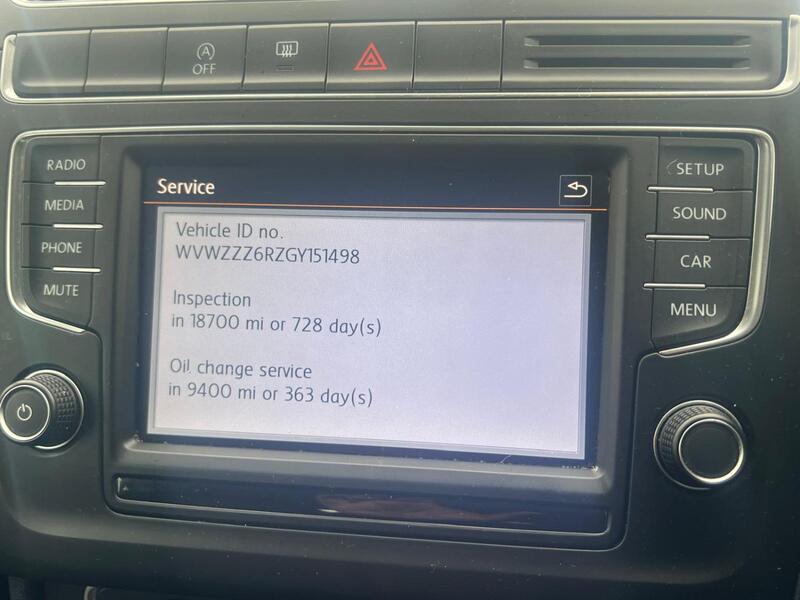 A
OFF
RADIO
MEDIA
PHONE
MUTE
Service
Vehicle ID no.
WVWZZZ6RZGY151498
Inspection
in 18700 mi or 728 day(s)
Oil change service
in 9400 mi or 363 day(s)
SETUP
SOUND
CAR
MENU